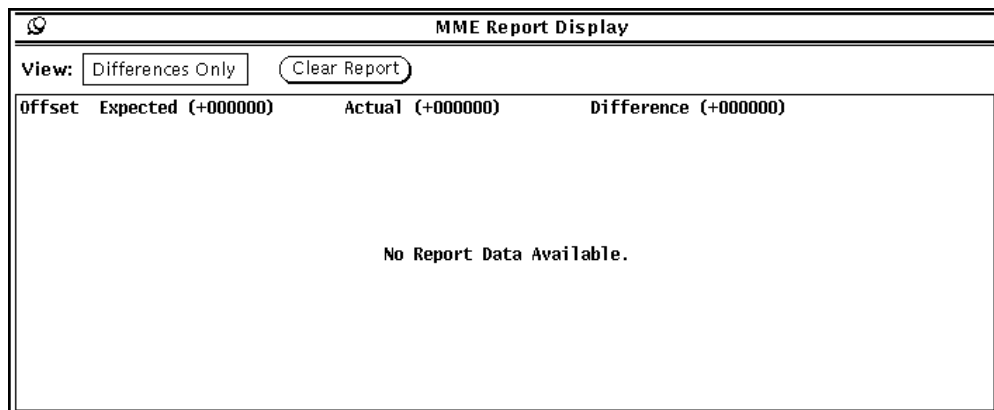 MME Report Display
View: Differences Only Clear Report
Offset Expected (+000000) Actual (+000000) Difference (+000000)
No Report Data Available.